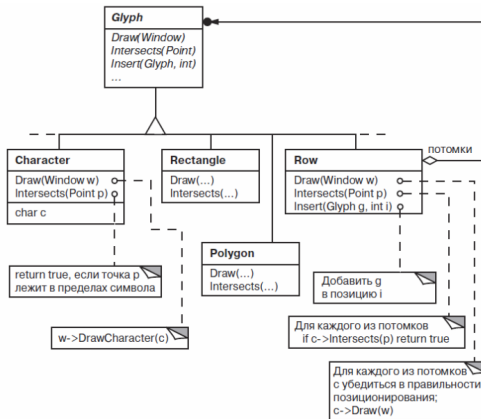 Glyph
Draw(Window)
Intersects(Point)
Insert(Glyph, int)
...
потомки
Character
Draw(Window w)
Intersects(Point p)
char c
Rectangle
Draw(...)
Intersects(...)
Row
Draw(Window w)
Intersects(Point p)
Insert(Glyph g, int i)
Polygon
Draw(...)
Intersects(...)
return true, если точка p
лежит в пределах символа
Добавить g
в позицию i
w->DrawCharacter(c)
Для каждого из потомков
if c->Intersects(p) return true
Для каждого из потомков
с убедиться в правильности
позиционирования;
c->Draw(w)